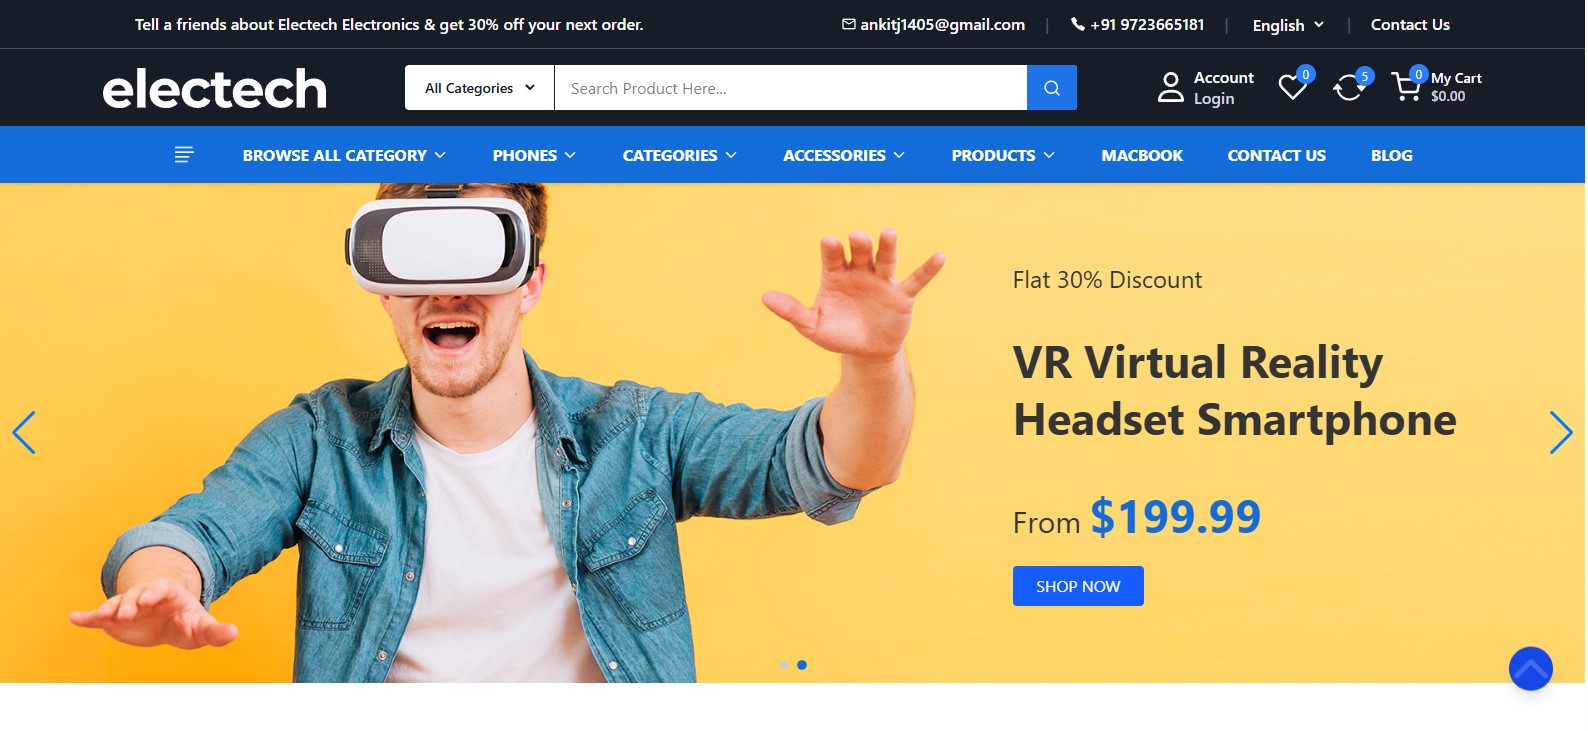 Tell a friends about Electech Electronics & get 30% off your next order.
ankitj1405@gmail.com
+91 9723665181
English
Contact Us
electech
All Categories
Search Product Here...
Account
Login
0
5
0
My Cart
$0.00
BROWSE ALL CATEGORY
PHONES
CATEGORIES
ACCESSORIES
PRODUCTS
MACBOOK
CONTACT US
BLOG
Flat 30% Discount
VR Virtual Reality
Headset Smartphone
From $199.99
SHOP NOW